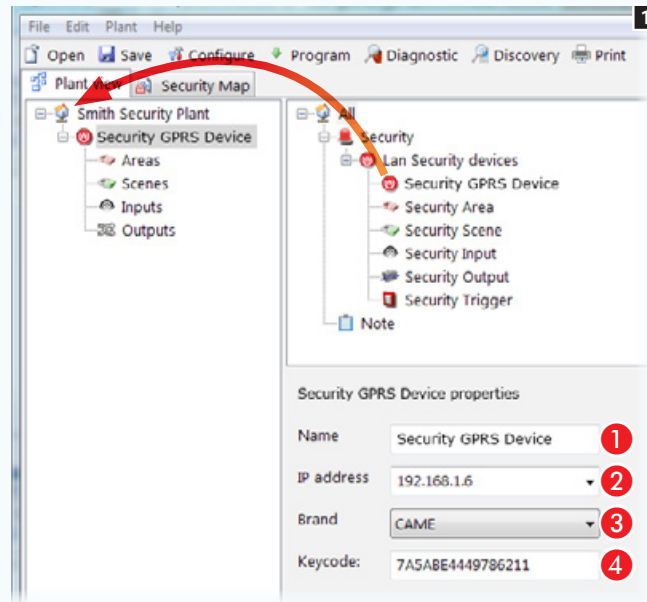 1
File Edit Plant Help
Open Save Configure Program Diagnostic Discovery Print
Plant view Security Map
Smith Security Plant
Security GPRS Device
Areas
Scenes
Inputs
Outputs
All
Security
Lan Security devices
Security GPRS Device
Security Area
Security Scene
Security Input
Security Output
Security Trigger
Note
Security GPRS Device properties
Name Security GPRS Device 1
IP address 192.168.1.6 2
Brand CAME 3
Keycode: 7A5ABE4449786211 4